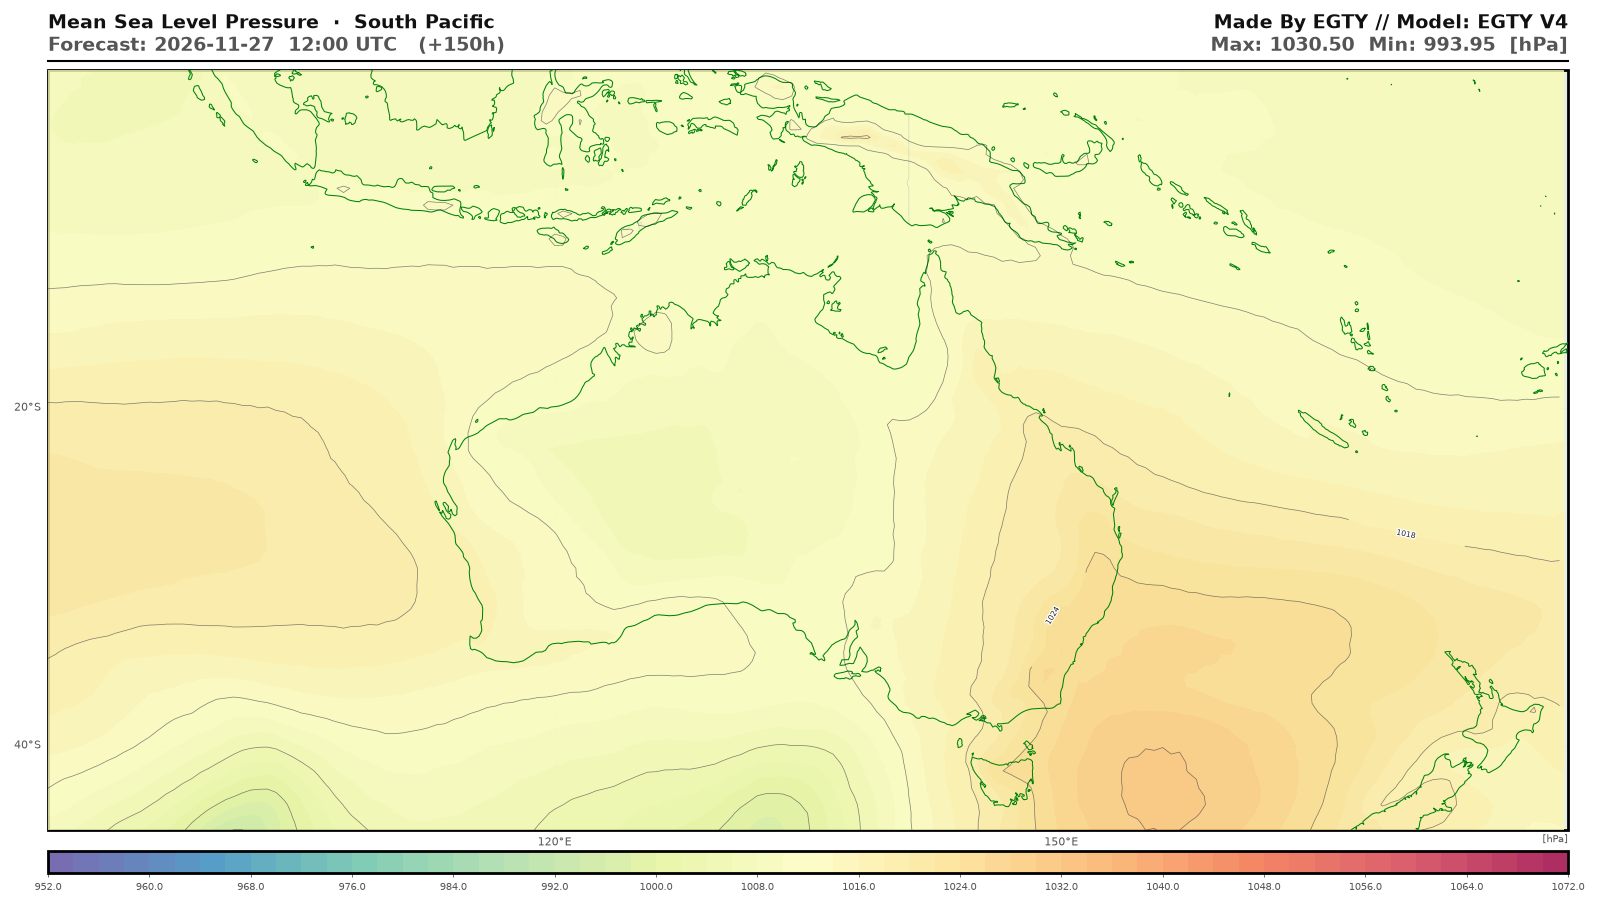 Mean Sea Level Pressure · South Pacific
Made By EGTY // Model: EGTY V4
Forecast: 2026-11-27 12:00 UTC (+150h)
Max: 1030.50 Min: 993.95 [hPa]
20°S
1018
1024
40°S
120°E
150°E
[hPa]
952.0
960.0
968.0
976.0
984.0
992.0
1000.0
1008.0
1016.0
1024.0
1032.0
1040.0
1048.0
1056.0
1064.0
1072.0